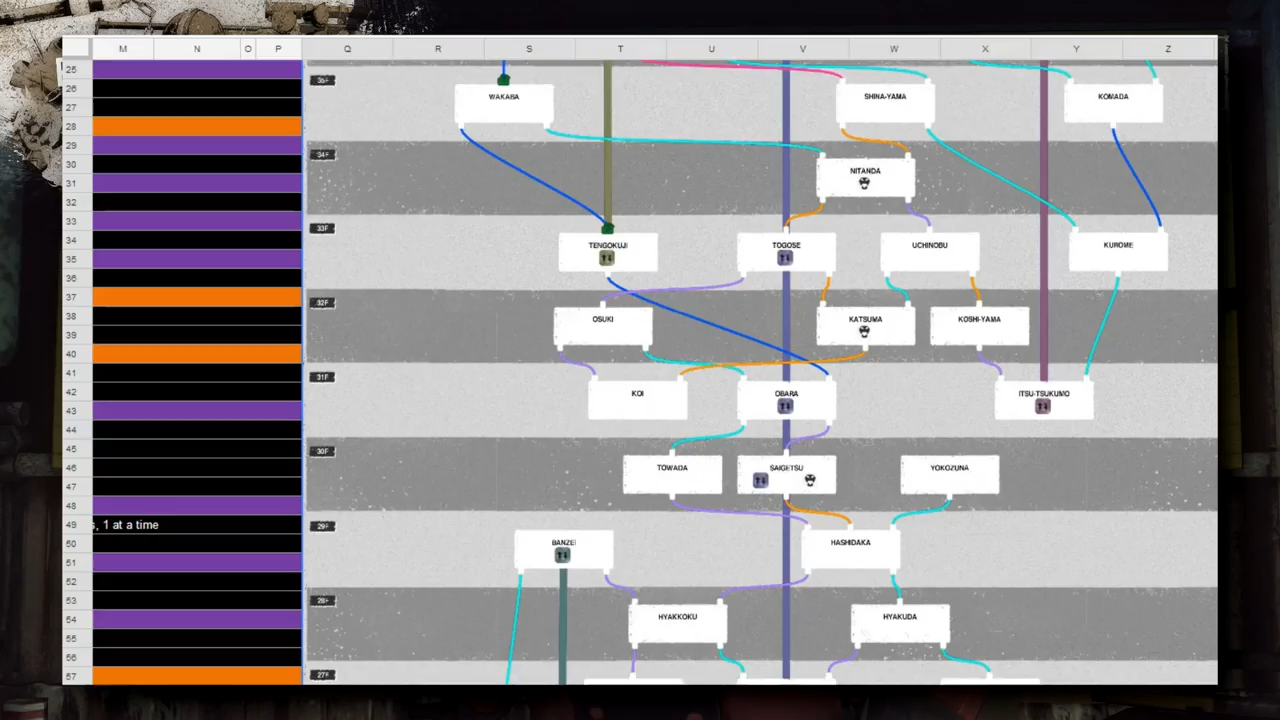 M N O P Q R S T U V W X Y Z
25
26
27
28
29
30
31
32
33
34
35
36
37
38
39
40
41
42
43
44
45
46
47
48
49 s, 1 at a time
50
51
52
53
54
55
56
57
WAKABA SHINA-YAMA KOMADA
34F
NITANDA
33F
TENGOKUJI TOGOSE UCHINOBU KUROME
32F
OSUKI KATSUMA KOSHI-YAMA
31F
KOI OBARA ITSU-TSUKUMO
30F
TOWADA SAIGETSU YOKOZUNA
29F
BANZEI HASHIDAKA
28F
HYAKKOKU HYAKUDA
27F